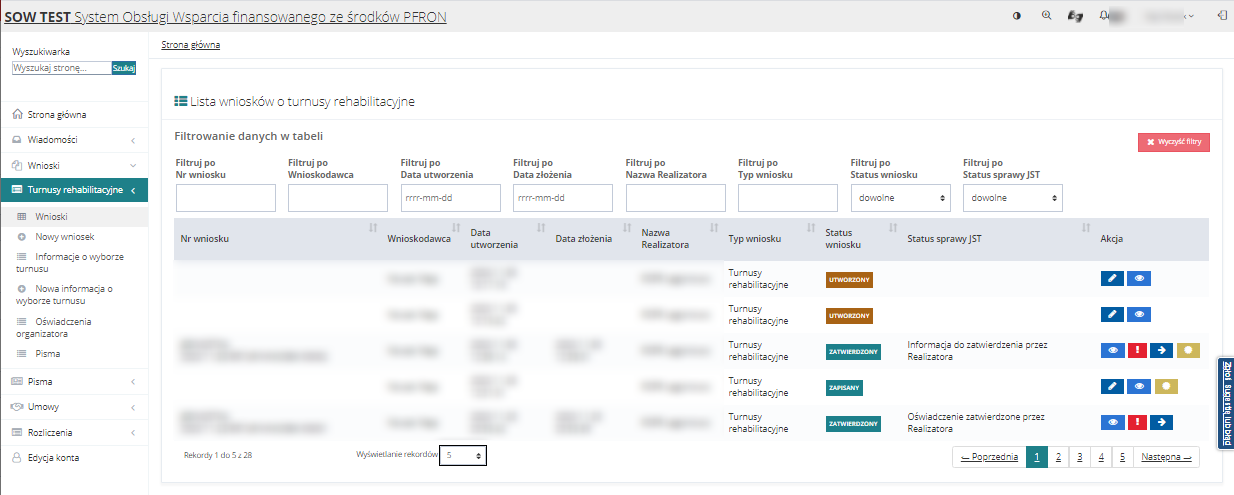 SOW TEST System Obsługi Wsparcia finansowanego ze środków PFRON
Wyszukiwarka
Wyszukaj stronę...
Szukaj
Strona główna
Wiadomości
Wnioski
Turnusy rehabilitacyjne
Wnioski
Nowy wniosek
Informacje o wyborze
turnusu
Nowa informacja o
wyborze turnusu
Oświadczenia
organizatora
Pisma
Pisma
Umowy
Rozliczenia
Edycja konta
Strona główna
Lista wniosków o turnusy rehabilitacyjne
Filtrowanie danych w tabeli
Wyczyść filtry
Filtruj po
Nr wniosku
Filtruj po
Wnioskodawca
Filtruj po
Data utworzenia
rrrr-mm-dd
Filtruj po
Data złożenia
rrrr-mm-dd
Filtruj po
Nazwa Realizatora
Filtruj po
Typ wniosku
Filtruj po
Status wniosku
dowolne
Filtruj po
Status sprawy JST
dowolne
Nr wniosku
Wnioskodawca
Data
utworzenia
Data złożenia
Nazwa
Realizatora
Typ wniosku
Status
wniosku
Status sprawy JST
Akcja
Turnusy
rehabilitacyjne
UTWORZONY
Turnusy
rehabilitacyjne
UTWORZONY
Turnusy
rehabilitacyjne
ZATWIERDZONY
Informacja do zatwierdzenia przez
Realizatora
Turnusy
rehabilitacyjne
ZAPISANY
Turnusy
rehabilitacyjne
ZATWIERDZONY
Oświadczenie zatwierdzone przez
Realizatora
Rekordy 1 do 5 z 28
Wyświetlanie rekordów 5
Poprzednia 1 2 3 4 5 Następna
Zgłoś sugestię lub błąd